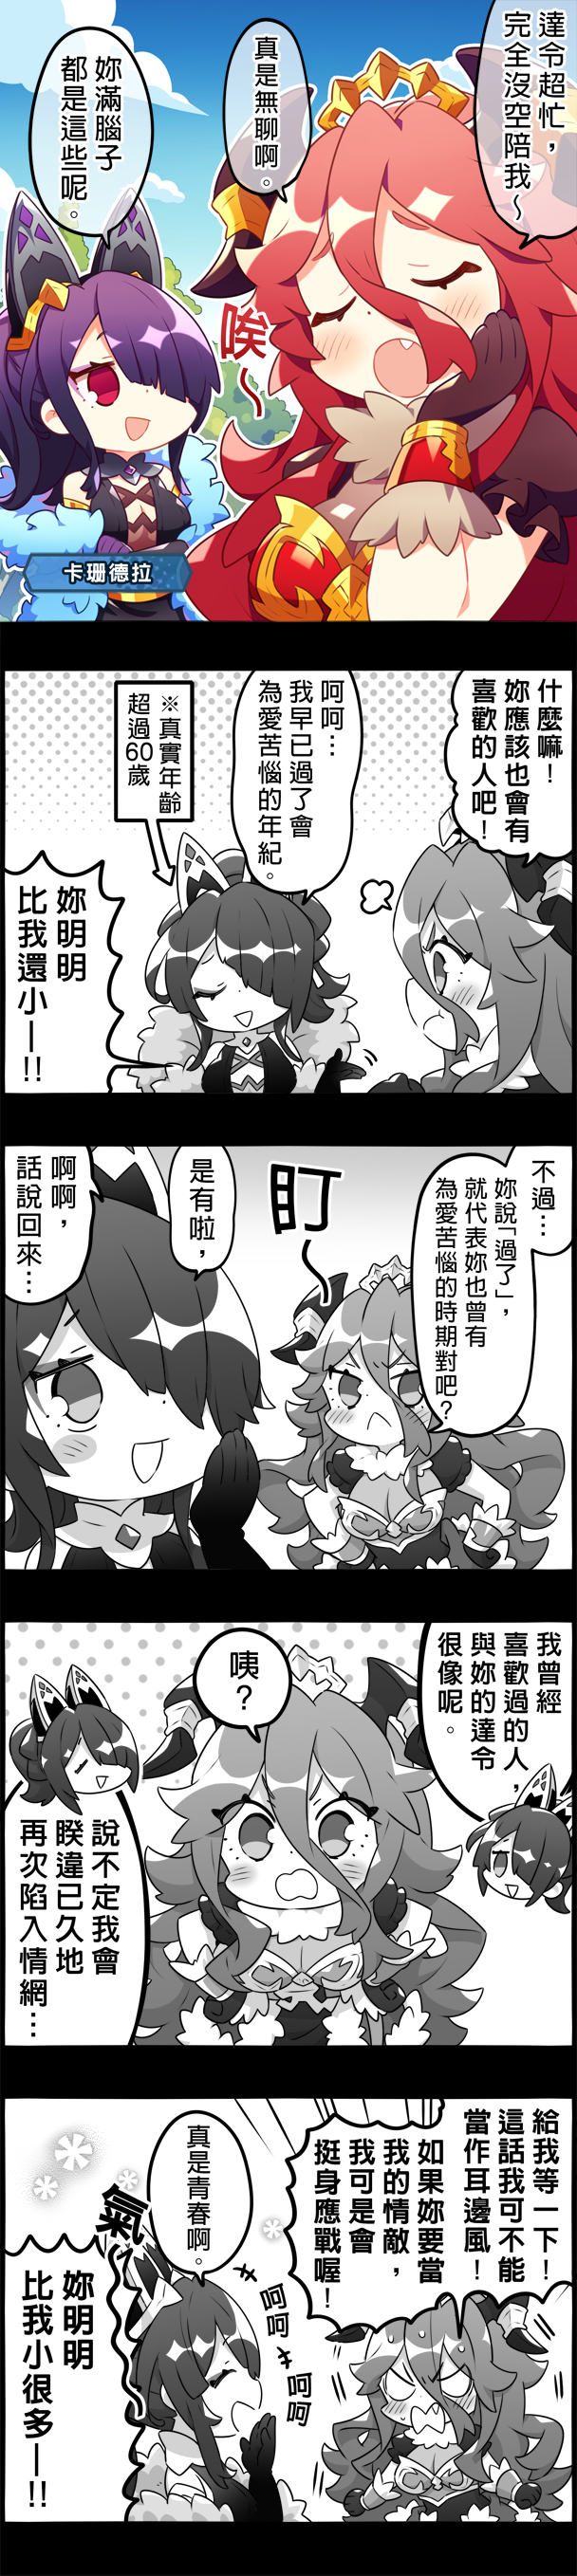 達令超忙，
完全沒空陪我～
真是無聊啊。
妳滿腦子
都是這些呢。
唉～
卡珊德拉
什麼嘛！
妳應該也會有
喜歡的人吧！
呵呵…
我早已過了會
為愛苦惱的年紀。
※真實年齡
超過60歲
妳明明
比我還小—!!
不過…
妳說「過了」，
就代表妳也曾有
為愛苦惱的時期對吧？
盯～
是有啦，
啊啊，
話說回來…
我曾經
喜歡過的人，
與妳的達令
很像呢。
咦？
說不定我會
睽違已久地
再次陷入情網…
給我等一下！
這話我可不能
當作耳邊風！
如果妳要當
我的情敵，
我可是會
挺身應戰喔！
真是青春啊。
呵呵
呵呵
氣～
妳明明
比我小很多—!!